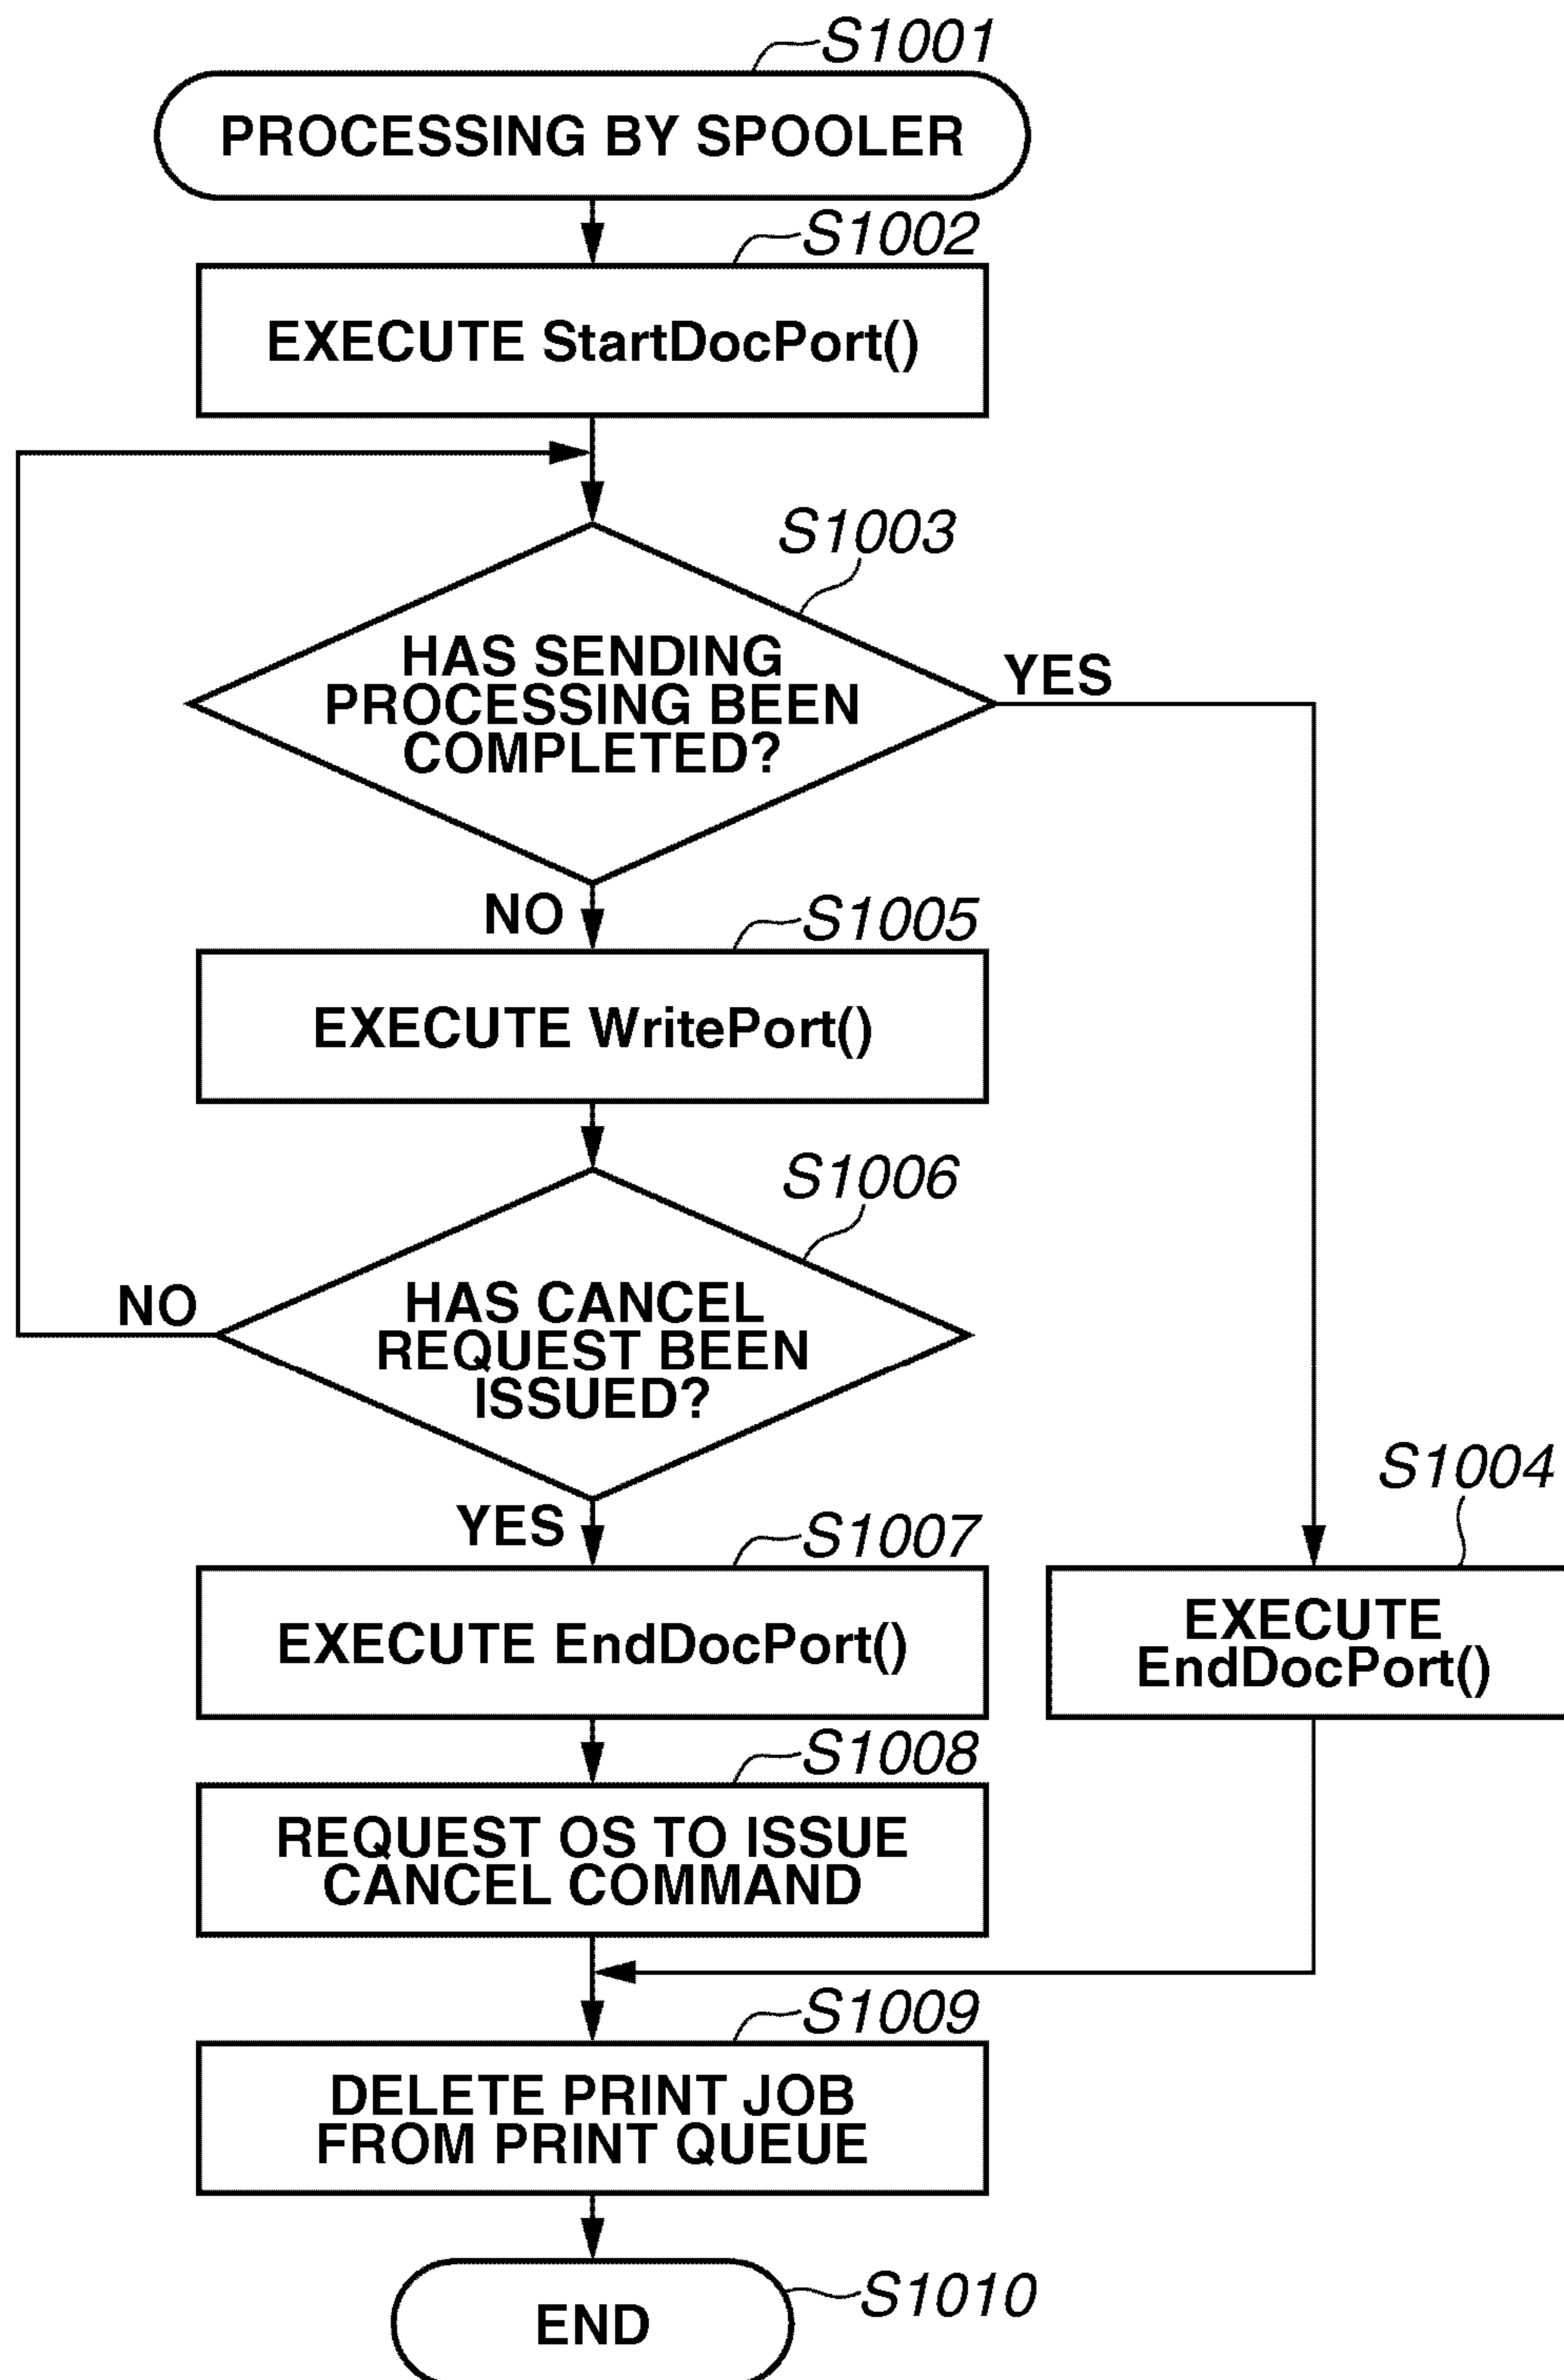 S1001
PROCESSING BY SPOOLER
S1002
EXECUTE StartDocPort()
S1003
HAS SENDING
PROCESSING BEEN
COMPLETED?
YES
NO
S1005
EXECUTE WritePort()
S1006
HAS CANCEL
REQUEST BEEN
ISSUED?
NO
YES
S1007
EXECUTE EndDocPort()
S1004
EXECUTE
EndDocPort()
S1008
REQUEST OS TO ISSUE
CANCEL COMMAND
S1009
DELETE PRINT JOB
FROM PRINT QUEUE
END
S1010